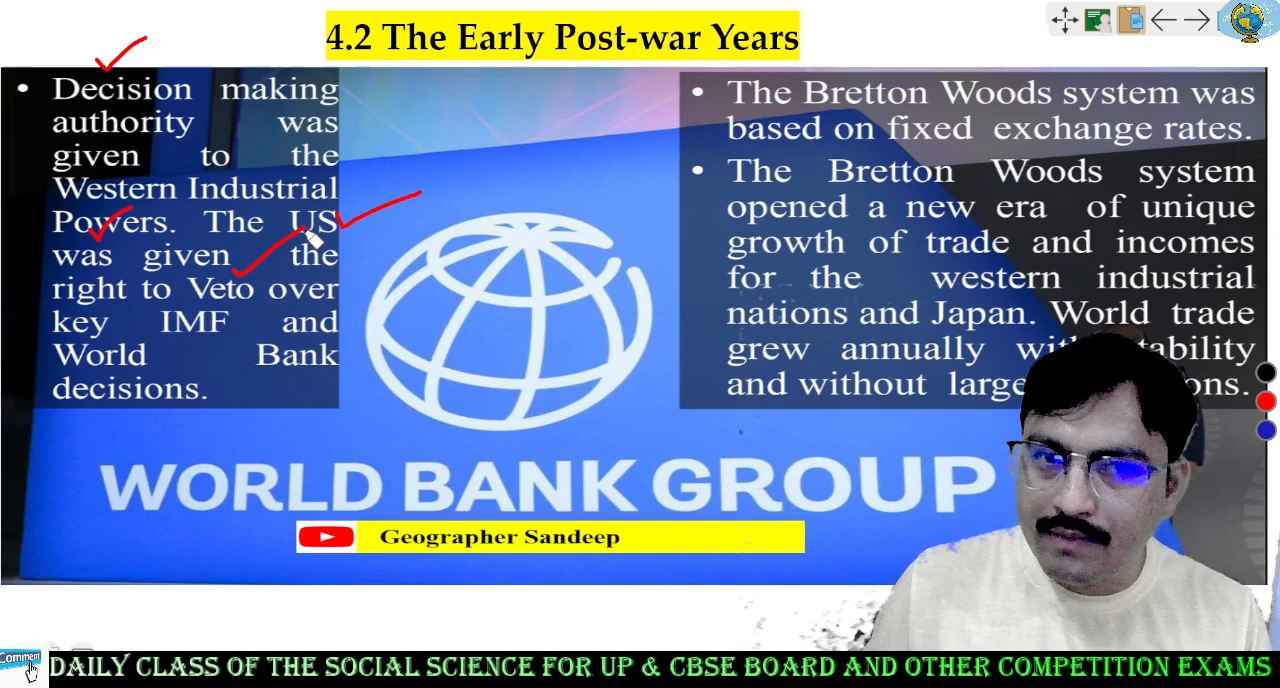 4.2 The Early Post-war Years
• Decision making
authority was
given to the
Western Industrial
Powers. The US
was given the
right to Veto over
key IMF and
World Bank
decisions.
• The Bretton Woods system was
based on fixed exchange rates.
• The Bretton Woods system
opened a new era of unique
growth of trade and incomes
for the western industrial
nations and Japan. World trade
grew annually
and without large
WORLD BANK GROUP
Geographer Sandeep
Comment
DAILY CLASS OF THE SOCIAL SCIENCE FOR UP & CBSE BOARD AND OTHER COMPETITION EXAMS